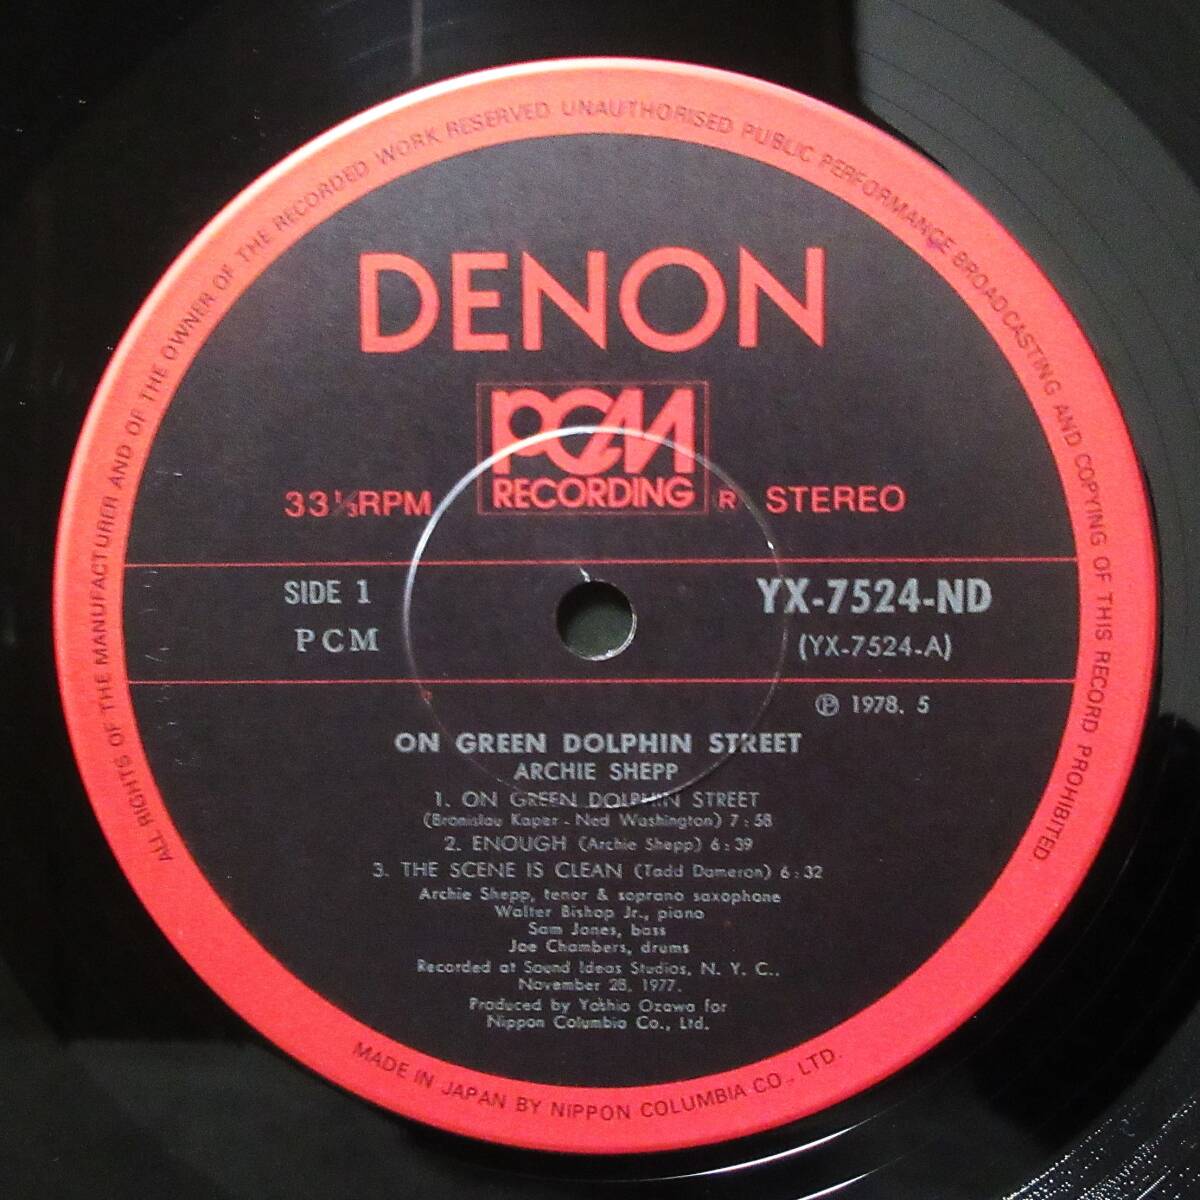 ALL RIGHTS OF THE MANUFACTURER AND OF THE OWNER OF THE RECORDED WORK RESERVED UNAUTHORISED PUBLIC PERFORMANCE BROADCASTING AND COPYING OF THIS RECORD PROHIBITED
DENON
PCM
RECORDING
33⅓RPM
R STEREO
SIDE 1
PCM
YX-7524-ND
(YX-7524-A)
Ⓟ 1978. 5
ON GREEN DOLPHIN STREET
ARCHIE SHEPP
1. ON GREEN DOLPHIN STREET
(Bronislau Kaper - Ned Washington) 7:58
2. ENOUGH (Archie Shepp) 6:39
3. THE SCENE IS CLEAN (Tadd Dameron) 6:32
Archie Shepp, tenor & soprano saxophone
Walter Bishop Jr., piano
Sam Jones, bass
Joe Chambers, drums
Recorded at Sound Ideas Studios, N. Y. C.,
November 28, 1977.
Produced by Yoshio Ozawa for
Nippon Columbia Co., Ltd.
MADE IN JAPAN BY NIPPON COLUMBIA CO., LTD.